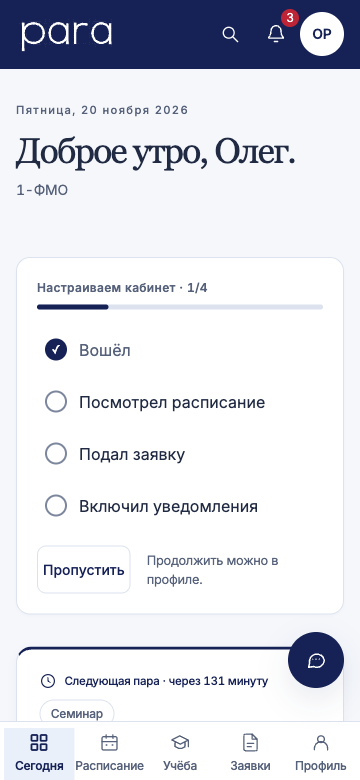 para
3
OP
Пятница, 20 ноября 2026
Доброе утро, Олег.
1-ФМО
Настраиваем кабинет · 1/4
Вошёл
Посмотрел расписание
Подал заявку
Включил уведомления
Пропустить
Продолжить можно в
профиле.
Следующая пара · через 131 минуту
Семинар
Сегодня
Расписание
Учёба
Заявки
Профиль